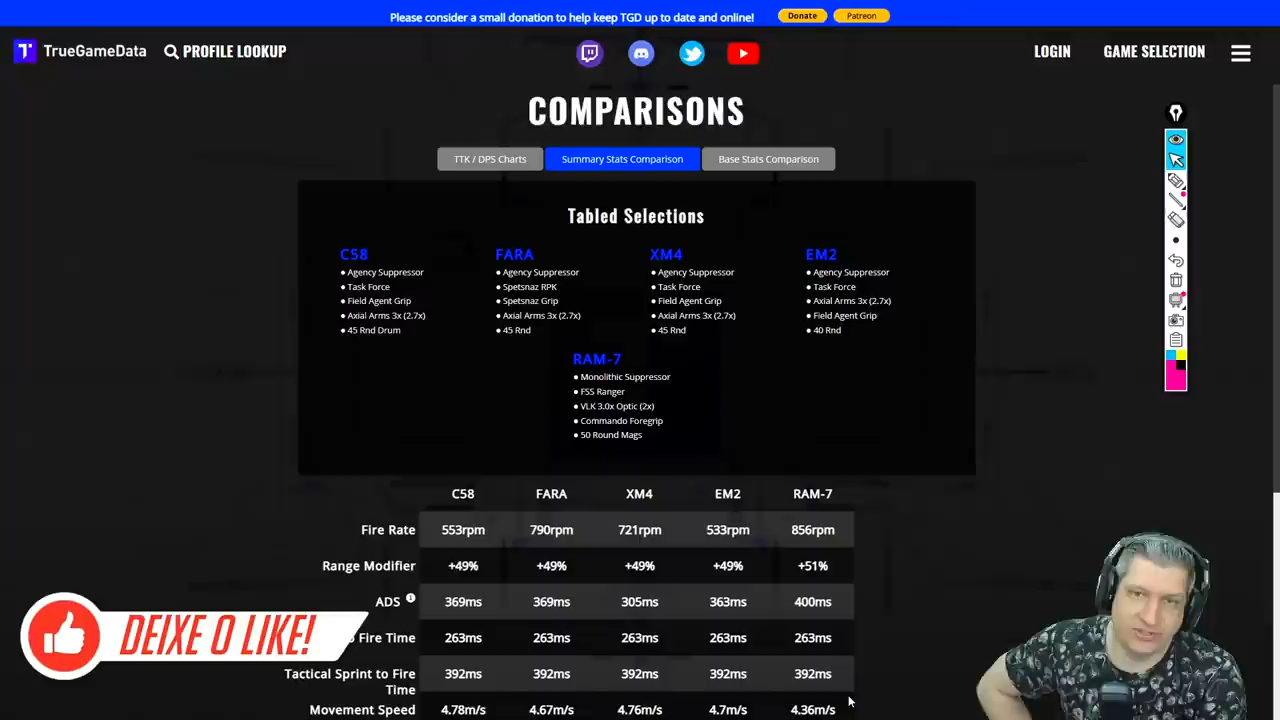 Please consider a small donation to help keep TGD up to date and online! Donate Patreon
TrueGameData PROFILE LOOKUP LOGIN GAME SELECTION
COMPARISONS
TTK / DPS Charts Summary Stats Comparison Base Stats Comparison
Tabled Selections
C58 FARA XM4 EM2
● Agency Suppressor ● Agency Suppressor ● Agency Suppressor ● Agency Suppressor
● Task Force ● Spetsnaz RPK ● Task Force ● Task Force
● Field Agent Grip ● Spetsnaz Grip ● Field Agent Grip ● Axial Arms 3x (2.7x)
● Axial Arms 3x (2.7x) ● Axial Arms 3x (2.7x) ● Axial Arms 3x (2.7x) ● Field Agent Grip
● 45 Rnd Drum ● 45 Rnd ● 45 Rnd ● 40 Rnd
RAM-7
● Monolithic Suppressor
● FSS Ranger
● VLK 3.0x Optic (2x)
● Commando Foregrip
● 50 Round Mags
C58 FARA XM4 EM2 RAM-7
Fire Rate 553rpm 790rpm 721rpm 533rpm 856rpm
Range Modifier +49% +49% +49% +49% +51%
ADS 369ms 369ms 305ms 363ms 400ms
Fire Time 263ms 263ms 263ms 263ms 263ms
Tactical Sprint to Fire Time 392ms 392ms 392ms 392ms 392ms
Movement Speed 4.78m/s 4.67m/s 4.76m/s 4.7m/s 4.36m/s
DEIXE O LIKE!